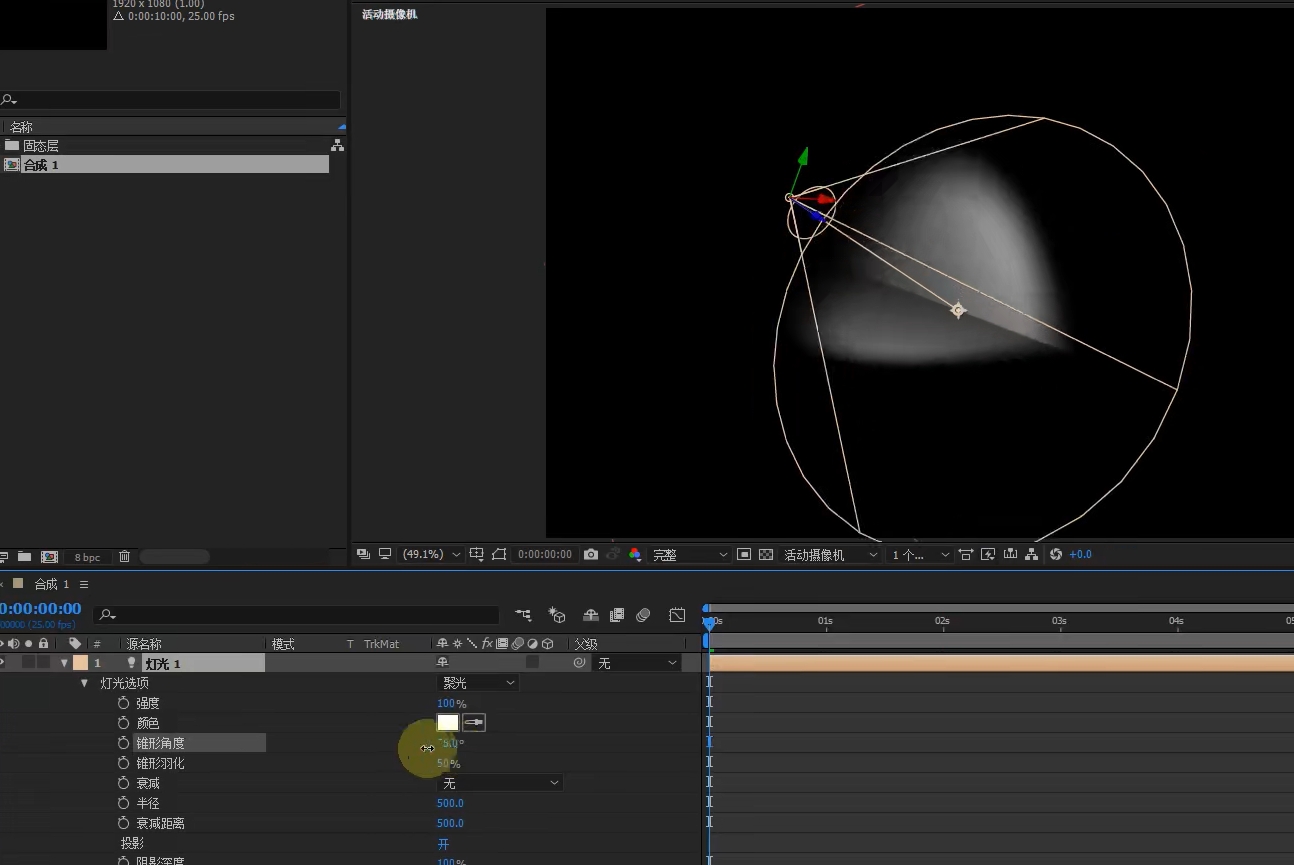 1920 x 1080 (1.00)
△ 0:00:10:00, 25.00 fps
活动摄像机
名称
固态层
合成 1
8 bpc
(49.1%)
0:00:00:00
完整
活动摄像机
1 个...
+0.0
合成 1
0:00:00:00
00000 (25.00 fps)
01s
02s
03s
04s
# 源名称 模式 T TrkMat fx 父级
1 灯光 1 无
灯光选项 聚光
强度 100%
颜色
锥形角度
锥形羽化 50%
衰减 无
半径 500.0
衰减距离 500.0
投影 开
阴影深度 100%